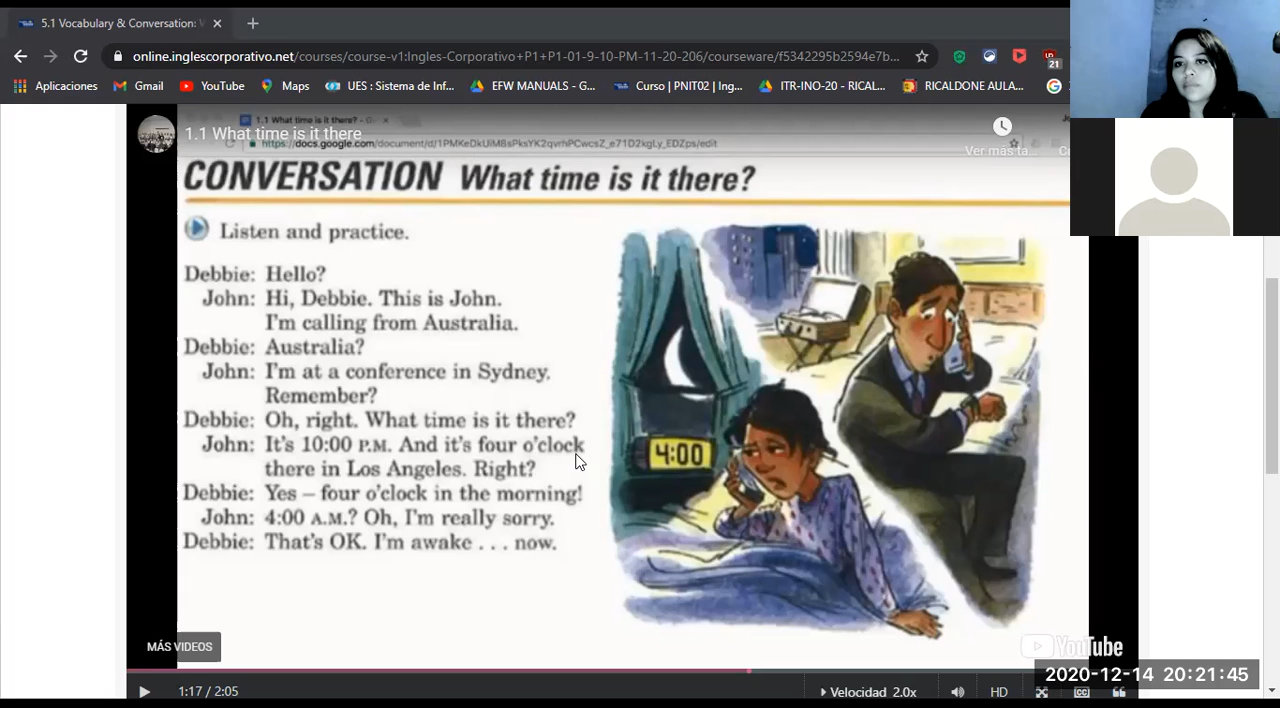 5.1 Vocabulary & Conversation:
online.inglescorporativo.net/courses/course-v1:Ingles-Corporativo+P1+P1-01-9-10-PM-11-20-206/courseware/f5342295b2594e7b...
21
Aplicaciones Gmail YouTube Maps UES : Sistema de Inf... EFW MANUALS - G... Curso | PNIT02 | Ing... ITR-INO-20 - RICAL... RICALDONE AULA...
1.1 What time is it there
Ver más ta...
CONVERSATION What time is it there?
Listen and practice.
Debbie: Hello?
John: Hi, Debbie. This is John.
I'm calling from Australia.
Debbie: Australia?
John: I'm at a conference in Sydney.
Remember?
Debbie: Oh, right. What time is it there?
John: It's 10:00 P.M. And it's four o'clock
there in Los Angeles. Right?
4:00
Debbie: Yes – four o'clock in the morning!
John: 4:00 A.M.? Oh, I'm really sorry.
Debbie: That's OK. I'm awake . . . now.
MÁS VIDEOS
YouTube
2020-12-14 20:21:45
1:17 / 2:05
Velocidad 2.0x
HD